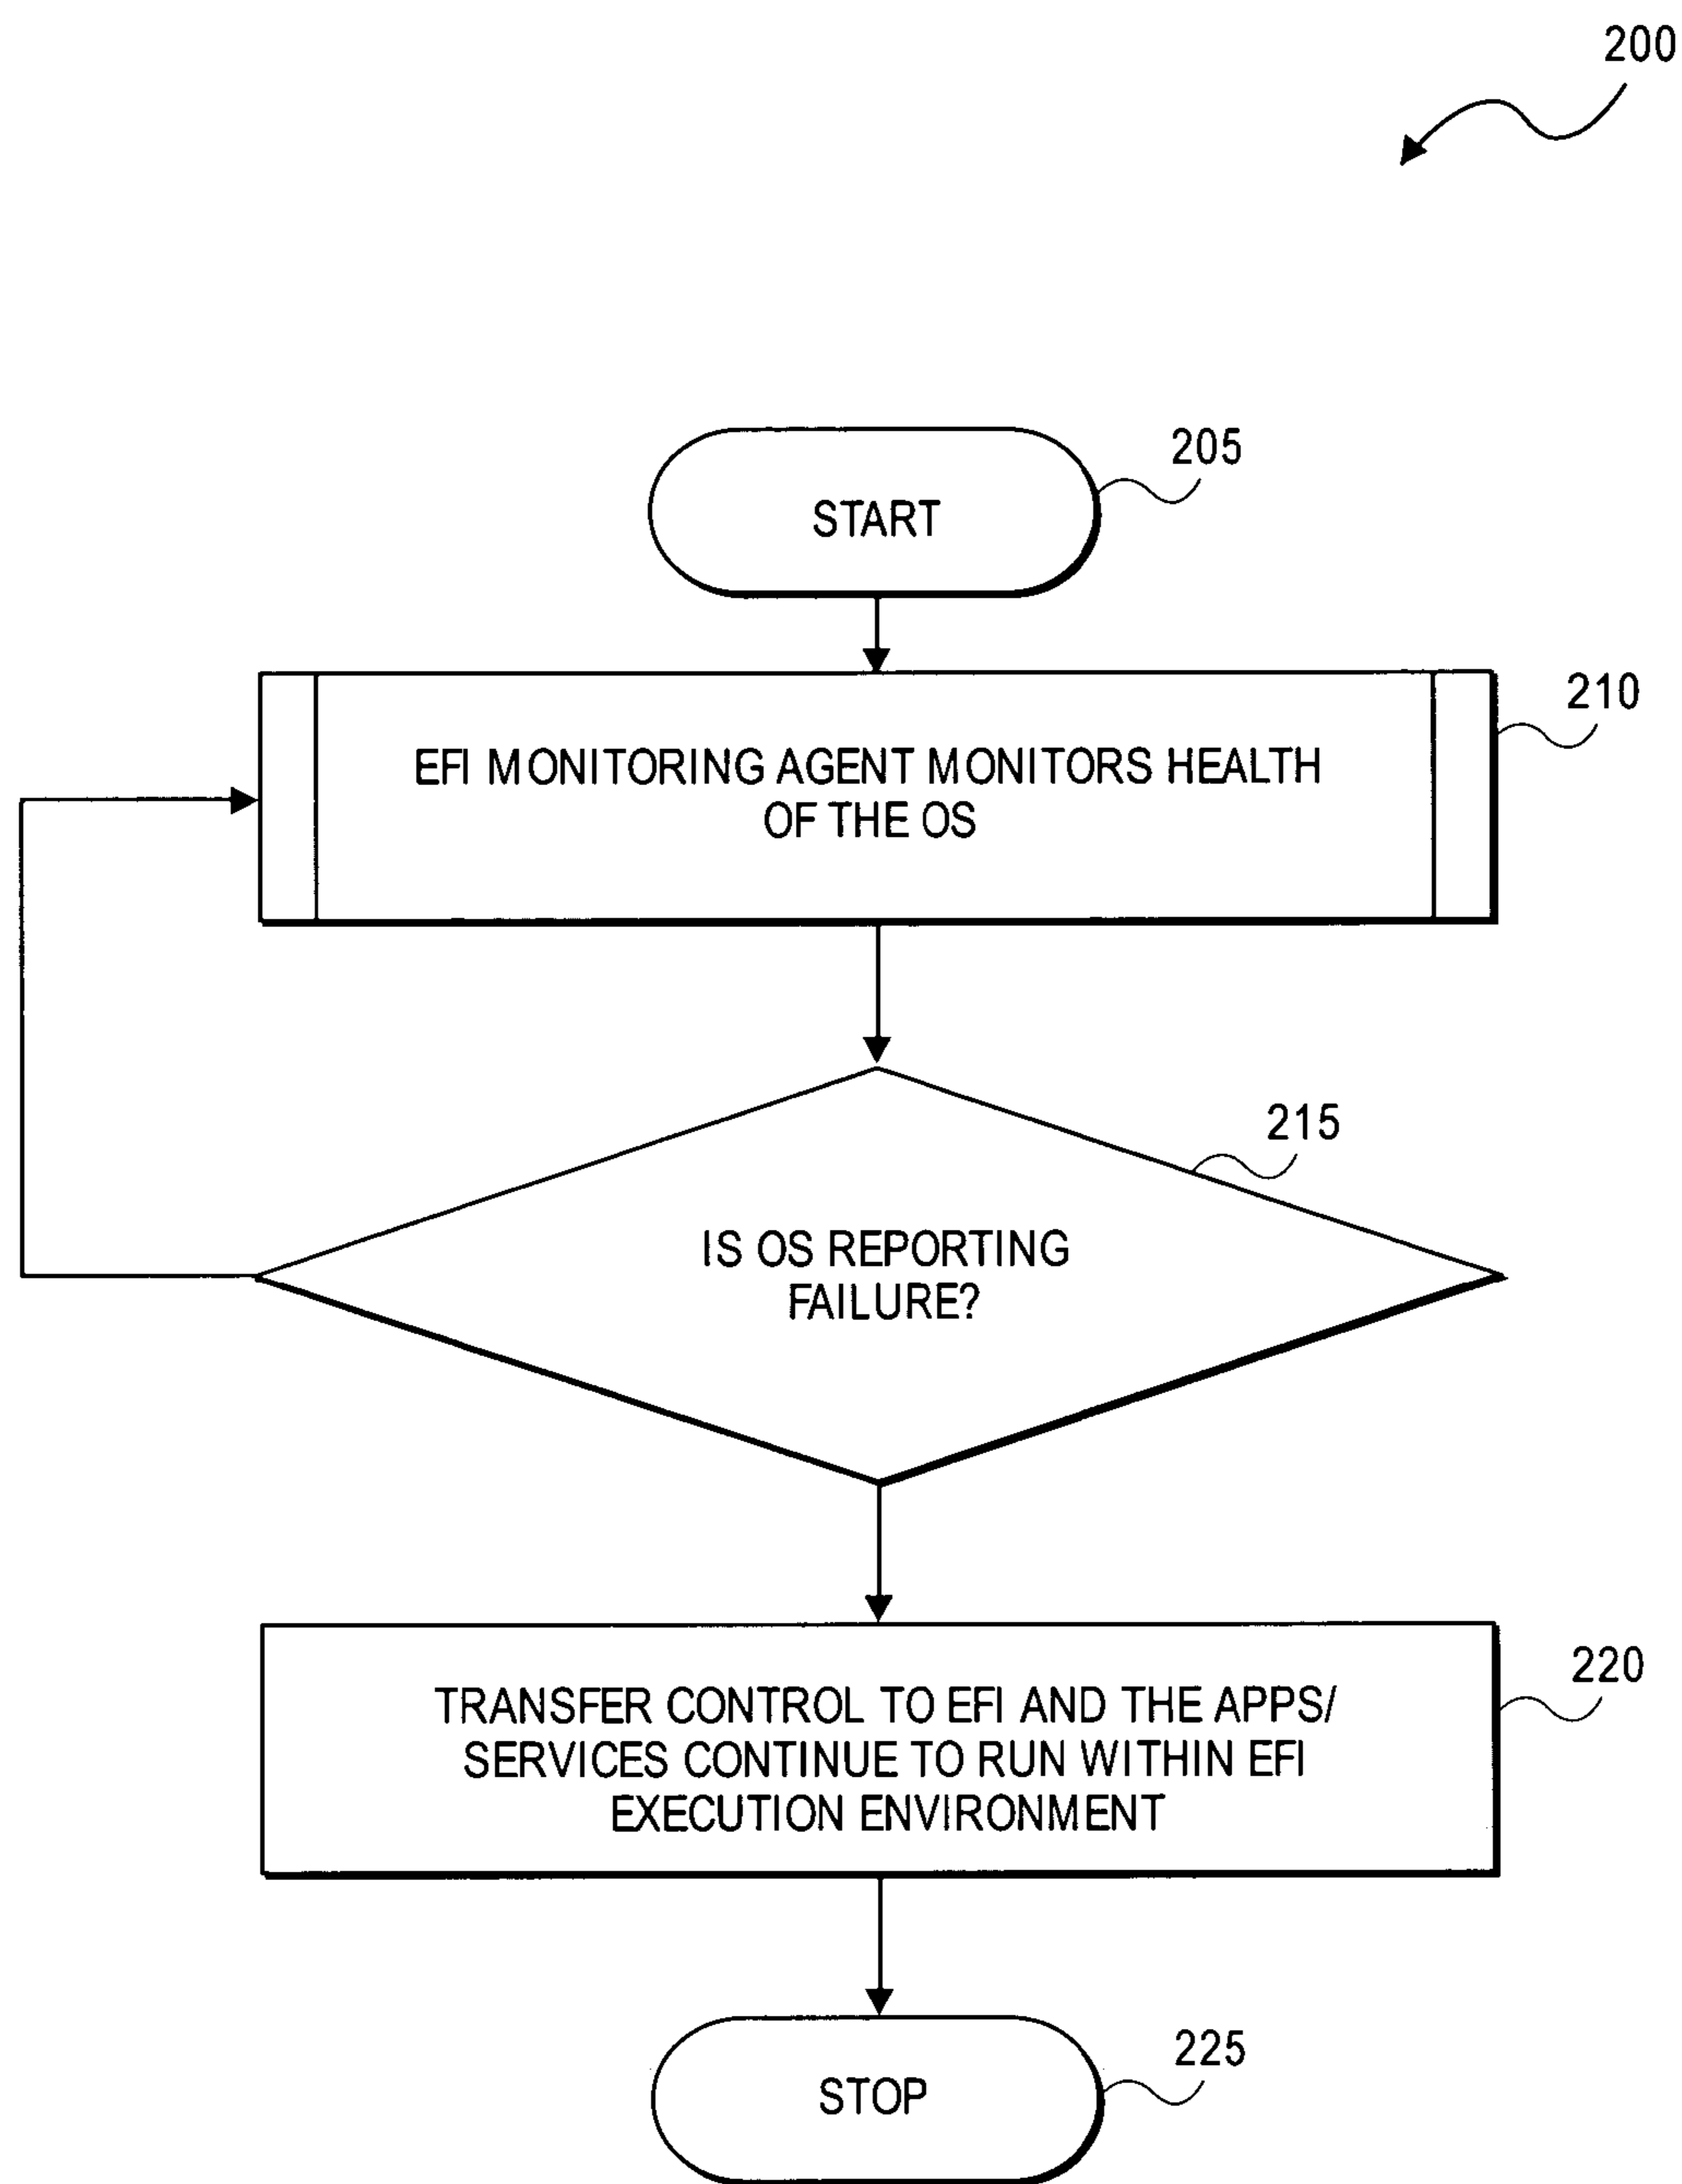 200
205
START
210
EFI MONITORING AGENT MONITORS HEALTH
OF THE OS
215
IS OS REPORTING
FAILURE?
220
TRANSFER CONTROL TO EFI AND THE APPS/
SERVICES CONTINUE TO RUN WITHIN EFI
EXECUTION ENVIRONMENT
225
STOP